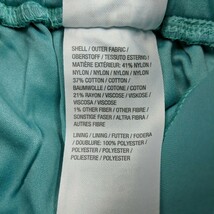 SHELL / OUTER FABRIC /
OBERSTOFF / TESSUTO ESTERNO /
MATIÈRE EXTÉRIEUR: 41% NYLON /
NYLON / NYLON / NYLON / NYLON
37% COTTON / COTTON /
BAUMWOLLE / COTONE / COTON
21% RAYON / VISCOSE / VISKOSE /
VISCOSA / VISCOSE
1% OTHER FIBER / OTHER FIBRE /
SONSTIGE FASER / ALTRA FIBRA /
AUTRES FIBRE
LINING / LINING / FUTTER / FODERA
/ DOUBLURE: 100% POLYESTER /
POLYESTER / POLYESTER /
POLIESTERE / POLYESTER